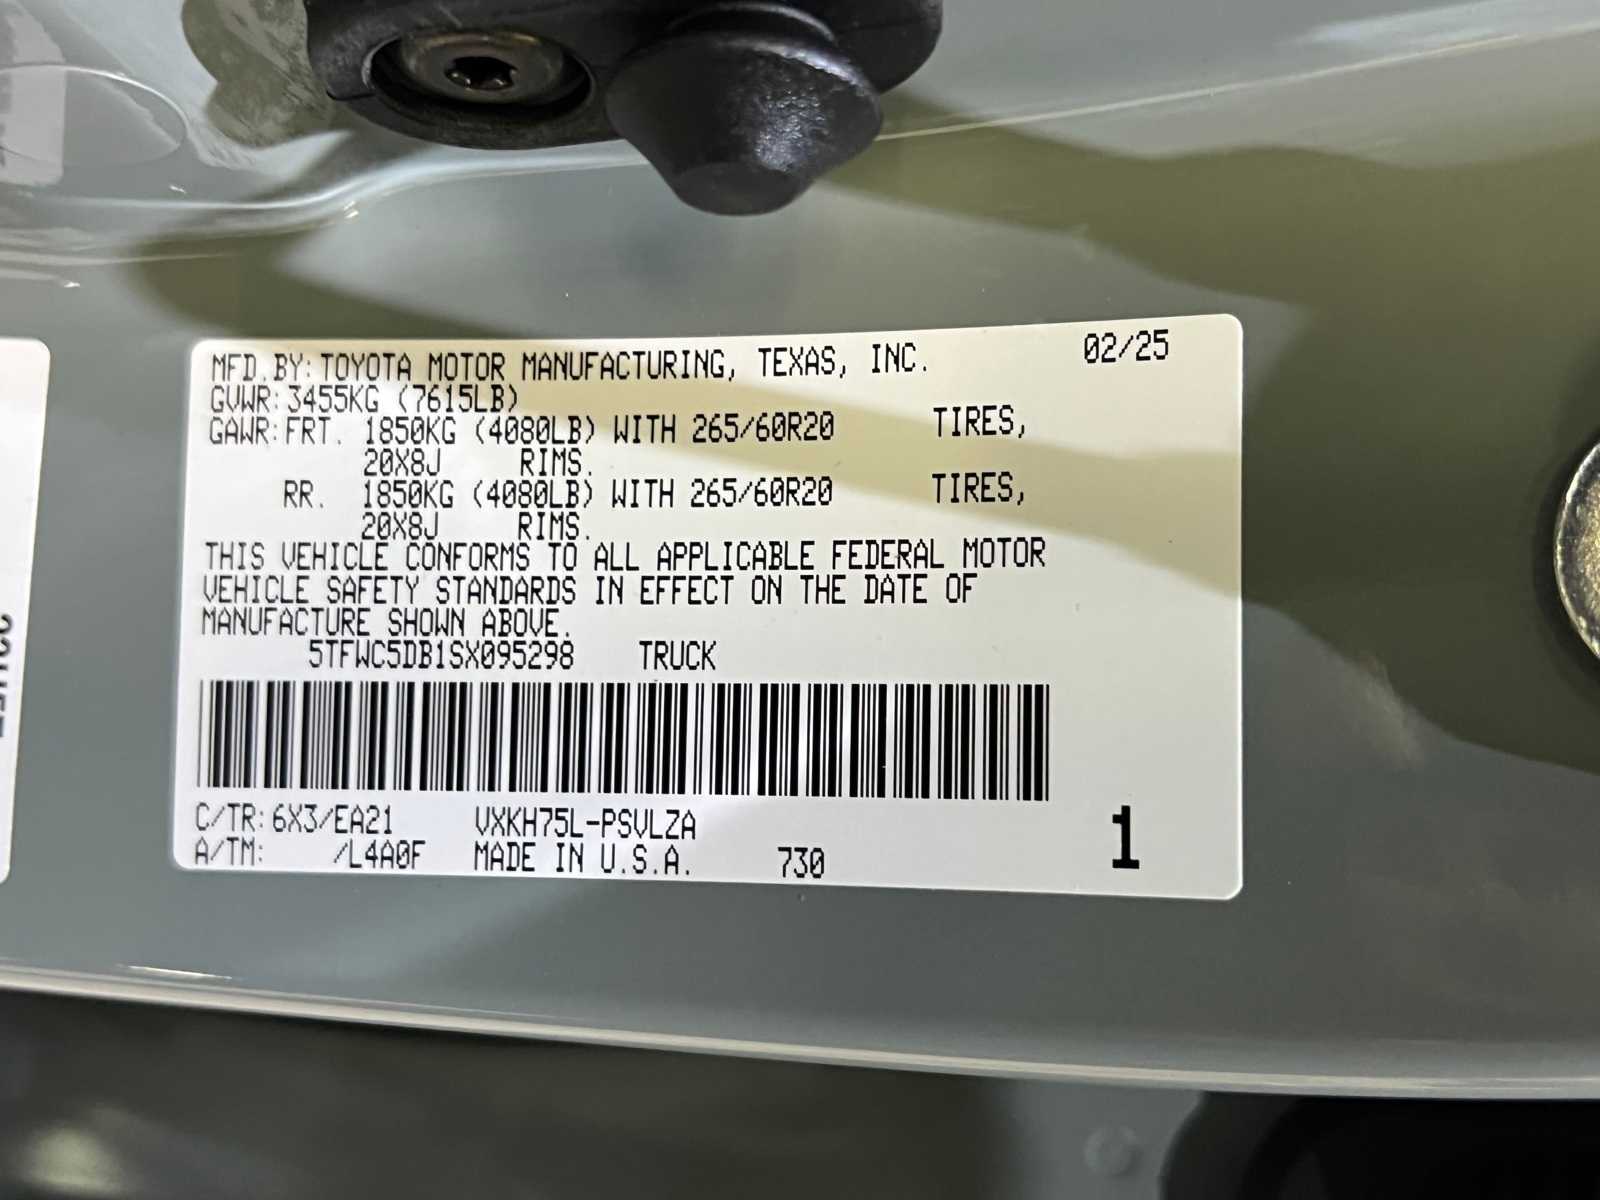 MFD.BY:TOYOTA MOTOR MANUFACTURING, TEXAS, INC. 02/25
GVWR:3455KG (7615LB)
GAWR:FRT. 1850KG (4080LB) WITH 265/60R20 TIRES,
20X8J RIMS.
RR. 1850KG (4080LB) WITH 265/60R20 TIRES,
20X8J RIMS.
THIS VEHICLE CONFORMS TO ALL APPLICABLE FEDERAL MOTOR
VEHICLE SAFETY STANDARDS IN EFFECT ON THE DATE OF
MANUFACTURE SHOWN ABOVE.
5TFWC5DB1SX095298 TRUCK
C/TR:6X3/EA21 VXKH75L-PSVLZA
A/TM: /L4A0F MADE IN U.S.A. 730 1